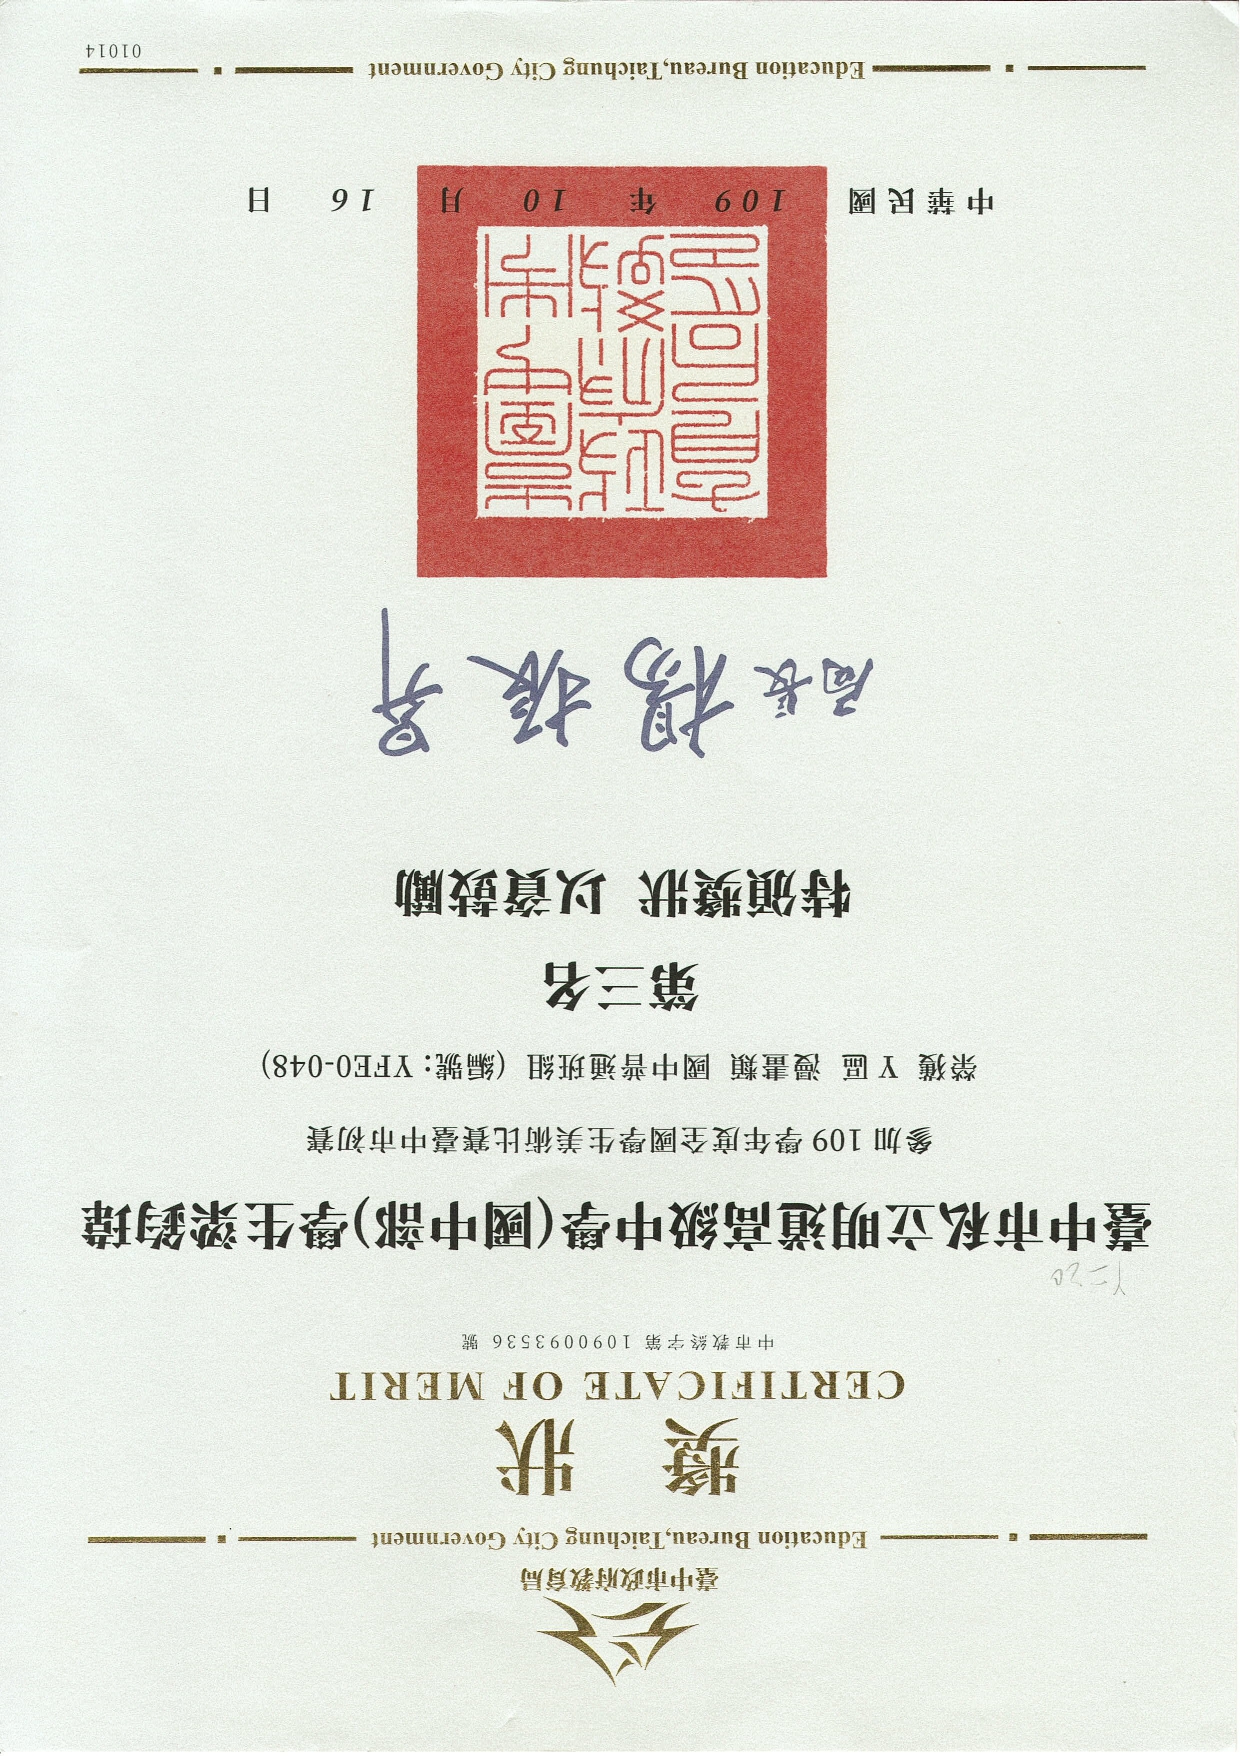 臺中市政府教育局
Education Bureau,Taichung City Government
獎 狀
CERTIFICATE OF MERIT
中市教終字第 1090093536 號
Y二20
臺中市私立明道高級中學(國中部)學生梁鈞瑋
參加 109 學年度全國學生美術比賽臺中市初賽
榮獲 Y 區 漫畫類 國中普通班組 (編號: YFE0-048)
第三名
特頒獎狀 以資鼓勵
局長 楊振昇
臺中市
政府教
育局印
中華民國 109 年 10 月 16 日
Education Bureau,Taichung City Government
01014